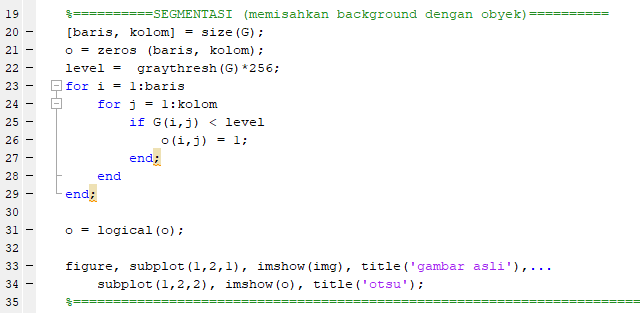 19 %==========SEGMENTASI (memisahkan background dengan obyek)==========
20 - [baris, kolom] = size(G);
21 - o = zeros (baris, kolom);
22 - level =  graythresh(G)*256;
23 - for i = 1:baris
24 - for j = 1:kolom
25 - if G(i,j) < level
26 - o(i,j) = 1;
27 - end;
28 - end
29 - end;
30
31 - o = logical(o);
32
33 - figure, subplot(1,2,1), imshow(img), title('gambar asli'),...
34 - subplot(1,2,2), imshow(o), title('otsu');
35 %=======================================================================